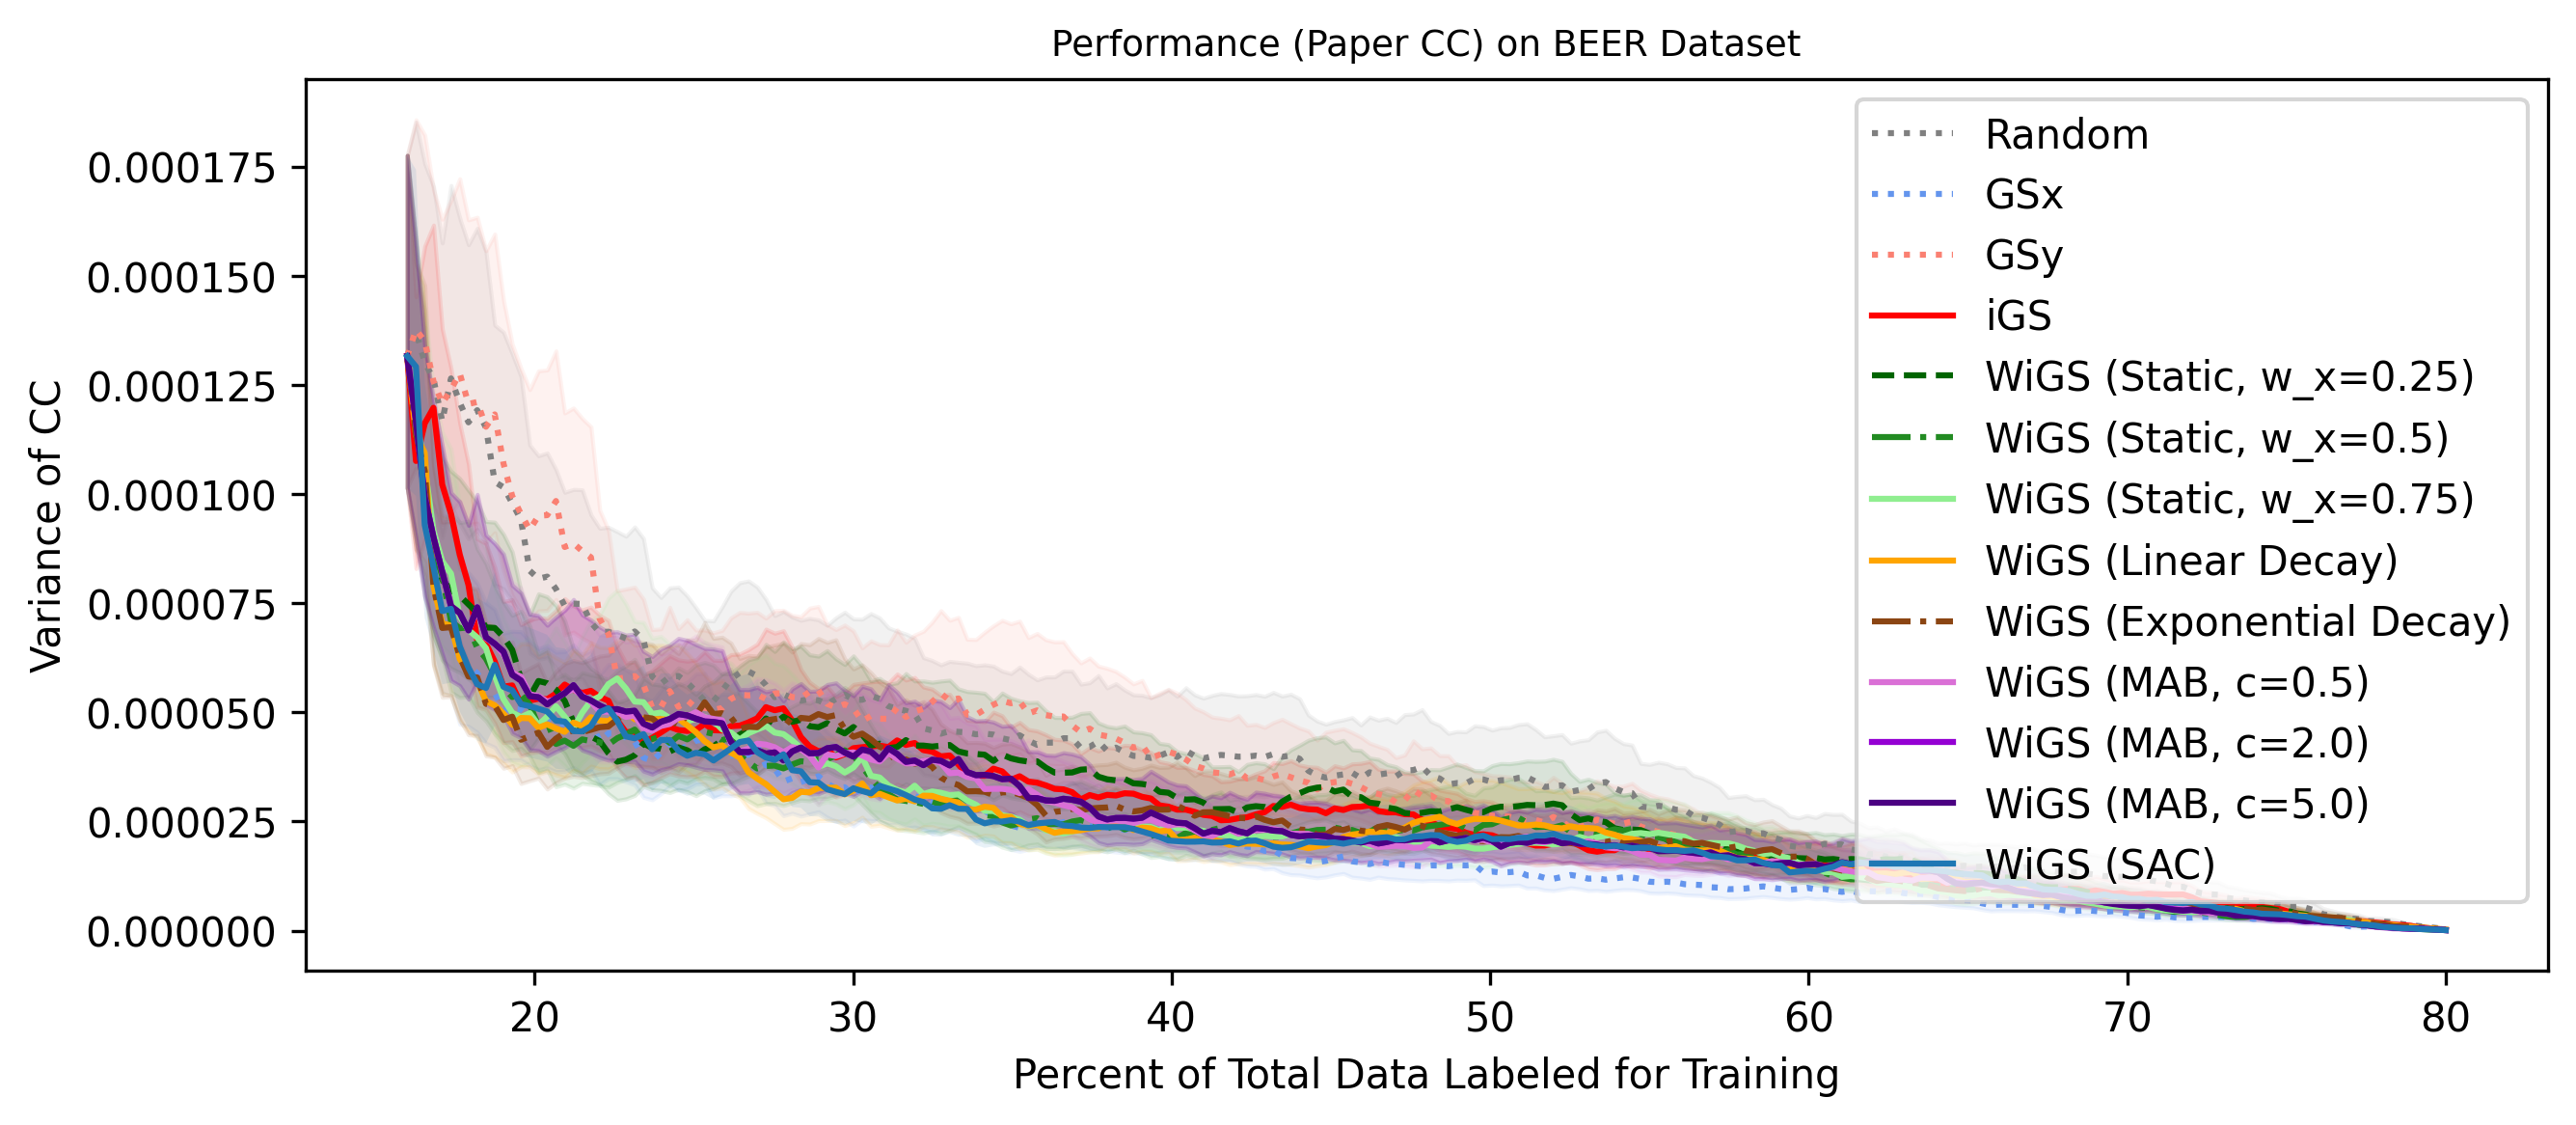 Performance (Paper CC) on BEER Dataset
Variance of CC
0.000175
0.000150
0.000125
0.000100
0.000075
0.000050
0.000025
0.000000
Random
GSx
GSy
iGS
WiGS (Static, w_x=0.25)
WiGS (Static, w_x=0.5)
WiGS (Static, w_x=0.75)
WiGS (Linear Decay)
WiGS (Exponential Decay)
WiGS (MAB, c=0.5)
WiGS (MAB, c=2.0)
WiGS (MAB, c=5.0)
WiGS (SAC)
20 30 40 50 60 70 80
Percent of Total Data Labeled for Training